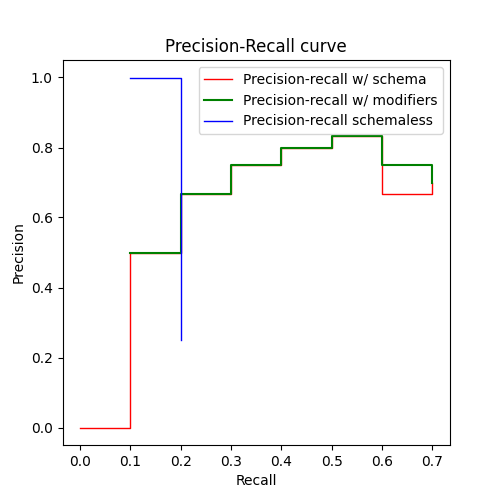 Precision-Recall curve
Precision-recall w/ schema
Precision-recall w/ modifiers
Precision-recall schemaless
1.0
0.8
0.6
0.4
0.2
0.0
Precision
0.0 0.1 0.2 0.3 0.4 0.5 0.6 0.7
Recall